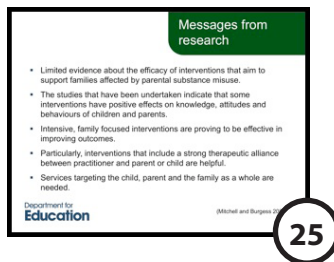 Messages from
research
• Limited evidence about the efficacy of interventions that aim to
support families affected by parental substance misuse.
• The studies that have been undertaken indicate that some
interventions have positive effects on knowledge, attitudes and
behaviours of children and parents.
• Intensive, family focused interventions are proving to be effective in
improving outcomes.
• Particularly, interventions that include a strong therapeutic alliance
between practitioner and parent or child are helpful.
• Services targeting the child, parent and the family as a whole are
needed.
Department for
Education
(Mitchell and Burgess
25